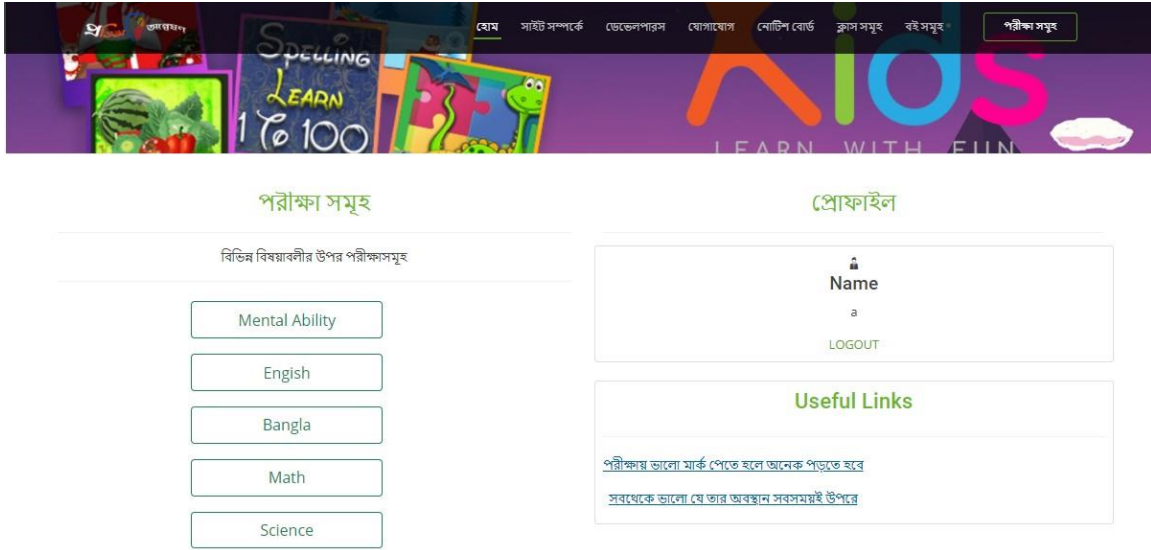 হোম সাইট সম্পর্কে ডেভেলপারস যোগাযোগ নোটিশ বোর্ড ক্লাস সমূহ বই সমূহ পরীক্ষা সমূহ
SPELLING
LEARN
1 To 100
Kids
LEARN WITH FUN
পরীক্ষা সমূহ
বিভিন্ন বিষয়াবলীর উপর পরীক্ষাসমূহ
Mental Ability
Engish
Bangla
Math
Science
প্রোফাইল
Name
a
LOGOUT
Useful Links
পরীক্ষায় ভালো মার্ক পেতে হলে অনেক পড়তে হবে
সবথেকে ভালো যে তার অবস্থান সবসময়ই উপরে